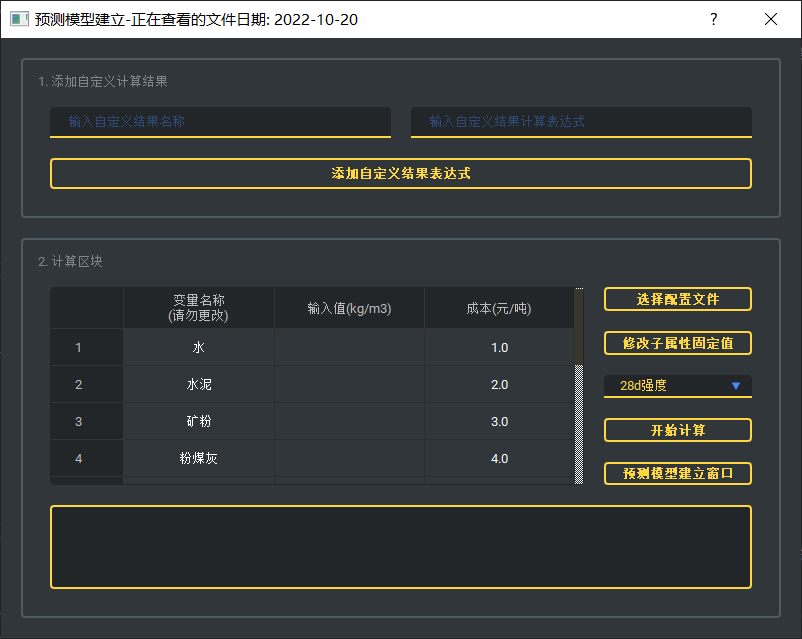 预测模型建立-正在查看的文件日期: 2022-10-20
?
1. 添加自定义计算结果
输入自定义结果名称
输入自定义结果计算表达式
添加自定义结果表达式
2. 计算区块
变量名称
(请勿更改)
输入值(kg/m3)
成本(元/吨)
1
水
1.0
2
水泥
2.0
3
矿粉
3.0
4
粉煤灰
4.0
选择配置文件
修改子属性固定值
28d强度
开始计算
预测模型建立窗口